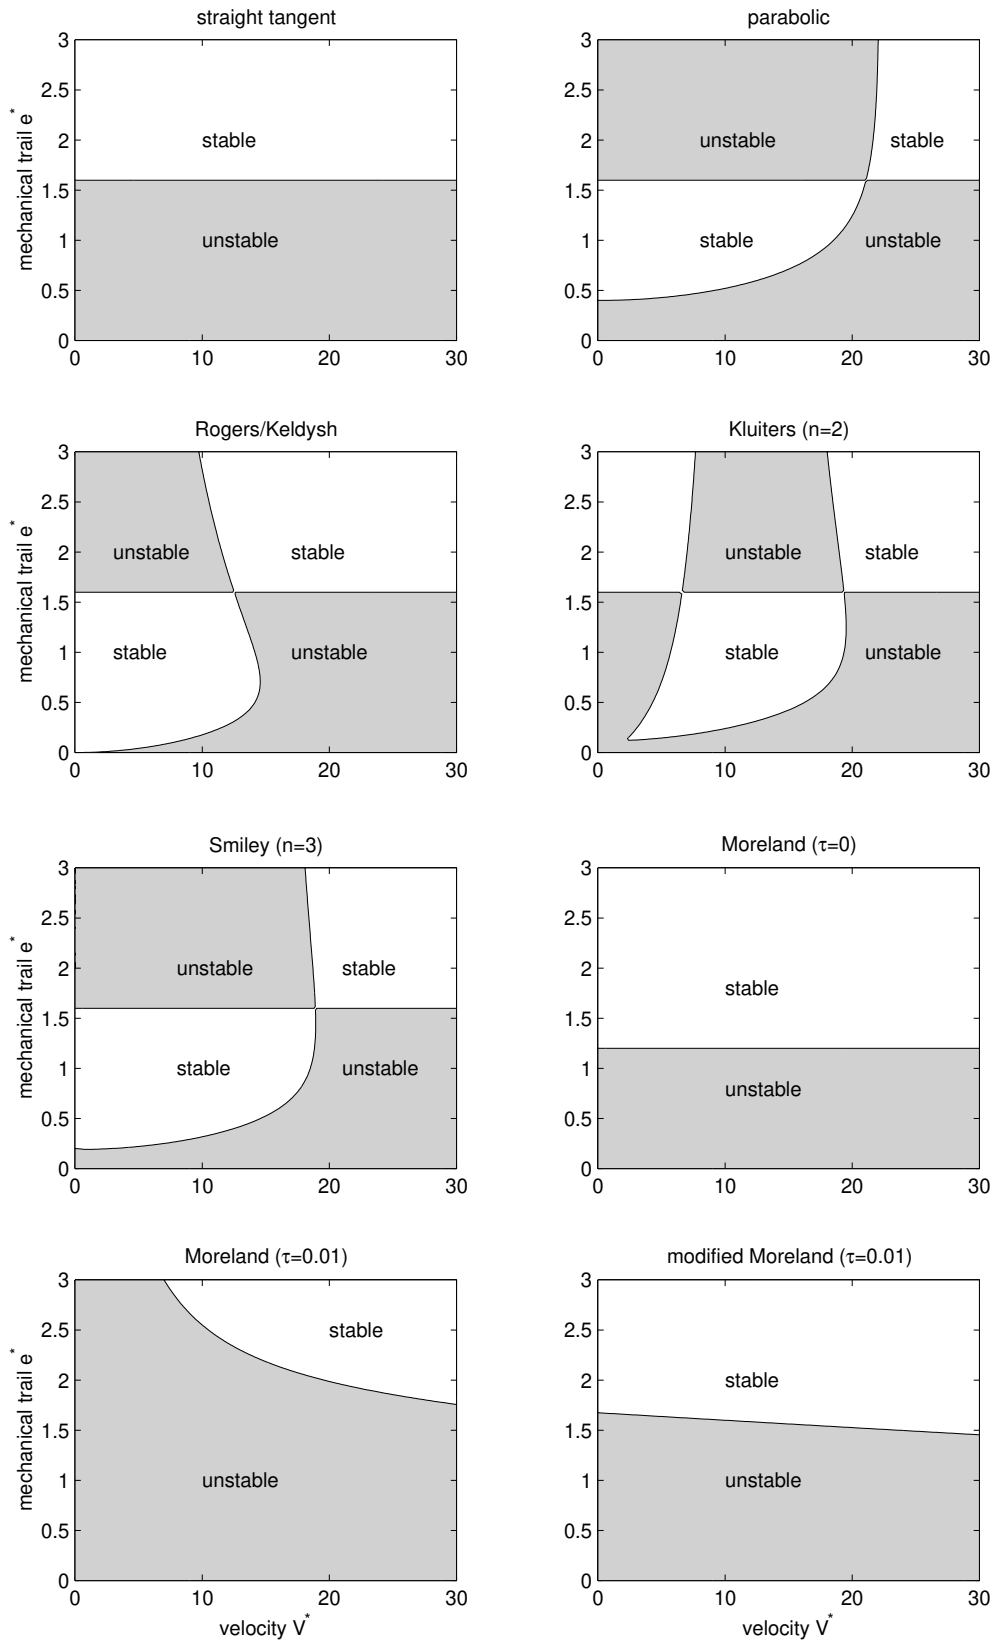 straight tangent
3
2.5
2
1.5
1
0.5
0
mechanical trail e*
stable
unstable
0 10 20 30
parabolic
3
2.5
2
1.5
1
0.5
0
unstable stable
stable unstable
0 10 20 30
Rogers/Keldysh
3
2.5
2
1.5
1
0.5
0
mechanical trail e*
unstable stable
stable unstable
0 10 20 30
Kluiters (n=2)
3
2.5
2
1.5
1
0.5
0
unstable stable
stable unstable
0 10 20 30
Smiley (n=3)
3
2.5
2
1.5
1
0.5
0
mechanical trail e*
unstable stable
stable unstable
0 10 20 30
Moreland (τ=0)
3
2.5
2
1.5
1
0.5
0
stable
unstable
0 10 20 30
Moreland (τ=0.01)
3
2.5
2
1.5
1
0.5
0
mechanical trail e*
stable
unstable
0 10 20 30
velocity V*
modified Moreland (τ=0.01)
3
2.5
2
1.5
1
0.5
0
stable
unstable
0 10 20 30
velocity V*